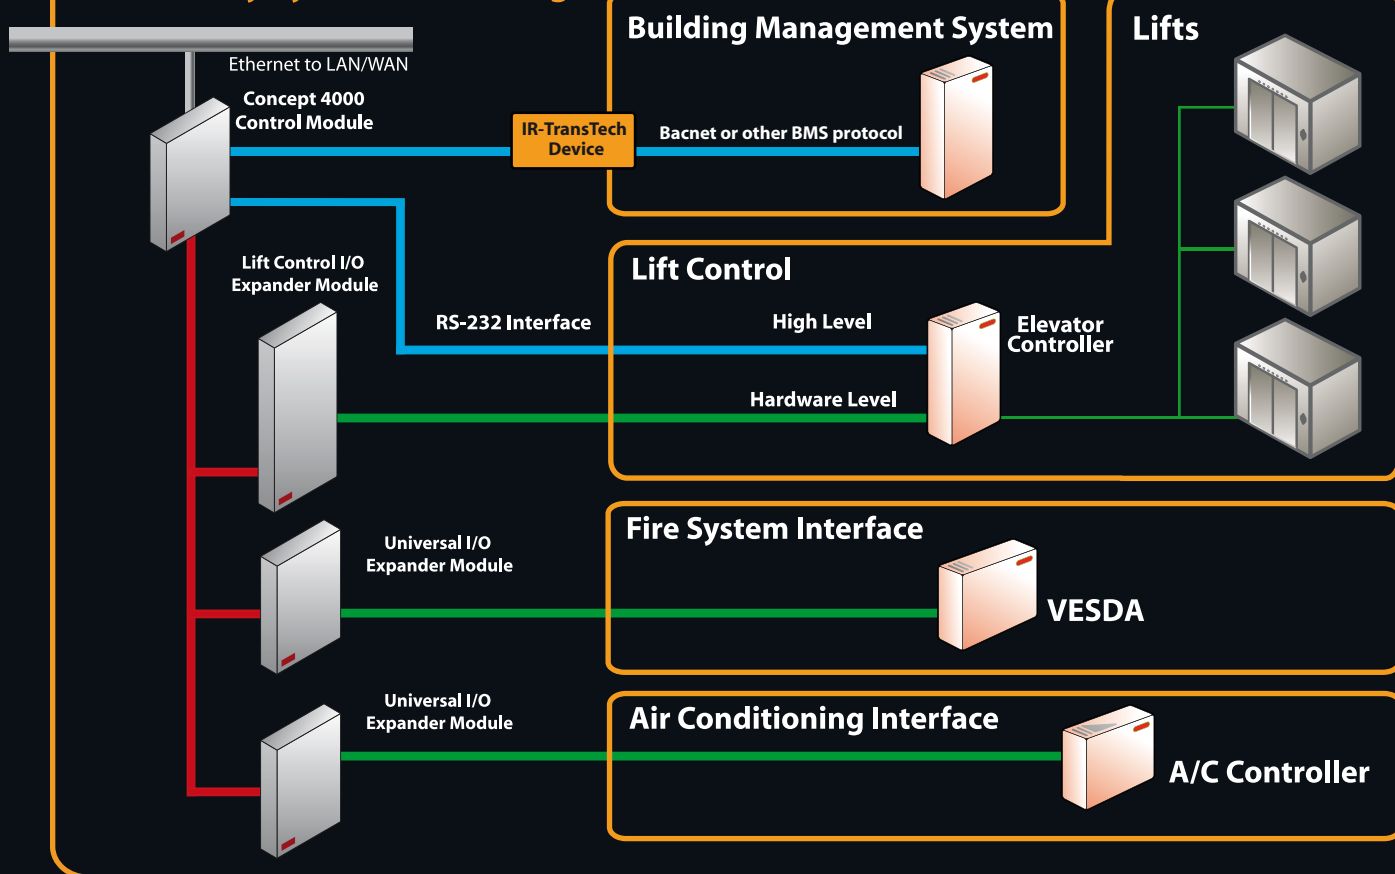 Building Management System
Lifts
Ethernet to LAN/WAN
Concept 4000
Control Module
IR-TransTech
Device
Bacnet or other BMS protocol
Lift Control I/O
Expander Module
Lift Control
RS-232 Interface
High Level
Elevator
Controller
Hardware Level
Universal I/O
Expander Module
Fire System Interface
VESDA
Universal I/O
Expander Module
Air Conditioning Interface
A/C Controller